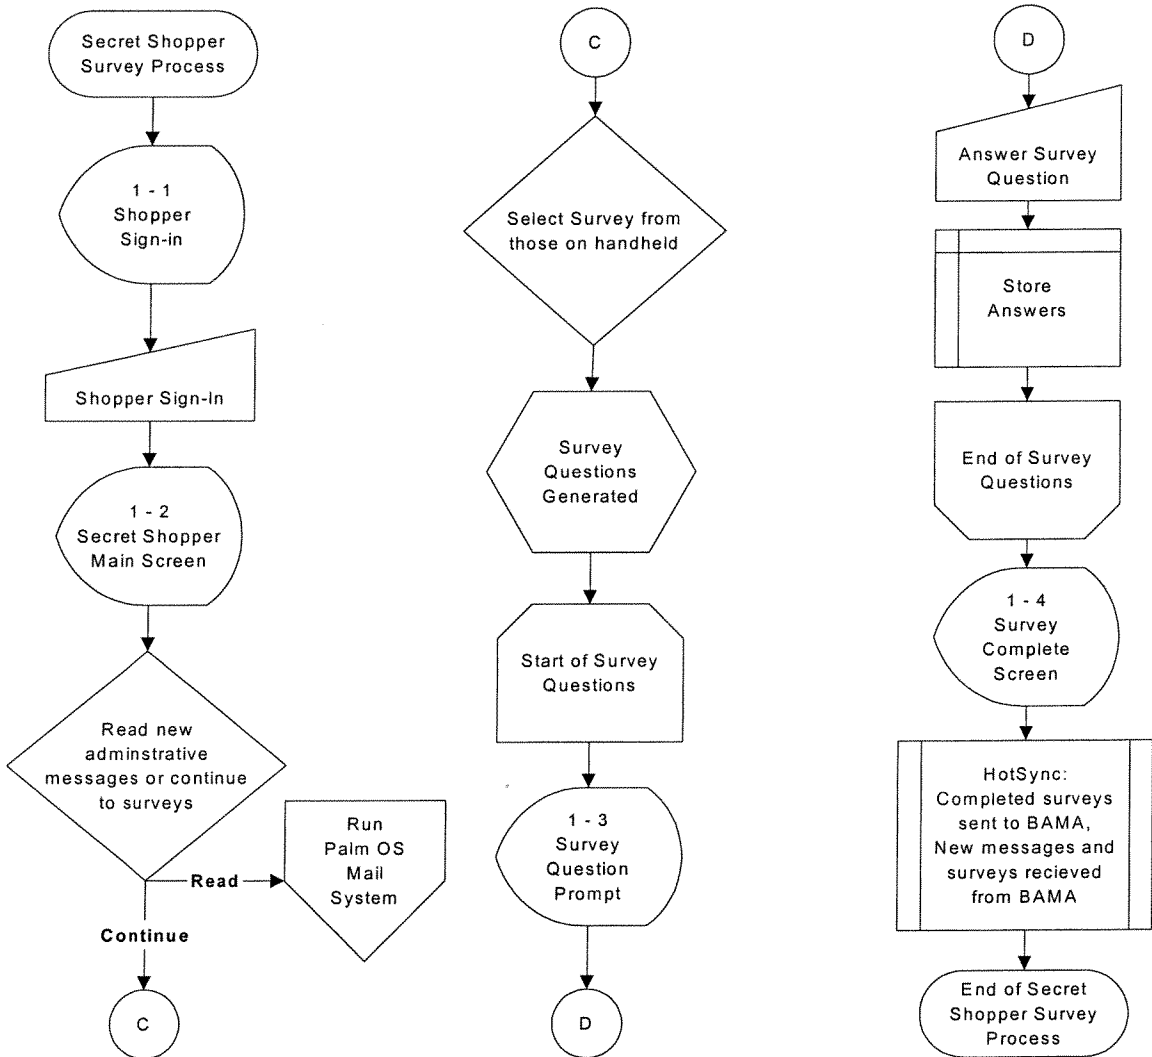 Secret Shopper
Survey Process
1 - 1
Shopper
Sign-in
Shopper Sign-In
1 - 2
Secret Shopper
Main Screen
Read new
adminstrative
messages or continue
to surveys
Read
Run
Palm OS
Mail
System
Continue
C
C
Select Survey from
those on handheld
Survey
Questions
Generated
Start of Survey
Questions
1 - 3
Survey
Question
Prompt
D
D
Answer Survey
Question
Store
Answers
End of Survey
Questions
1 - 4
Survey
Complete
Screen
HotSync:
Completed surveys
sent to BAMA,
New messages and
surveys recieved
from BAMA
End of Secret
Shopper Survey
Process